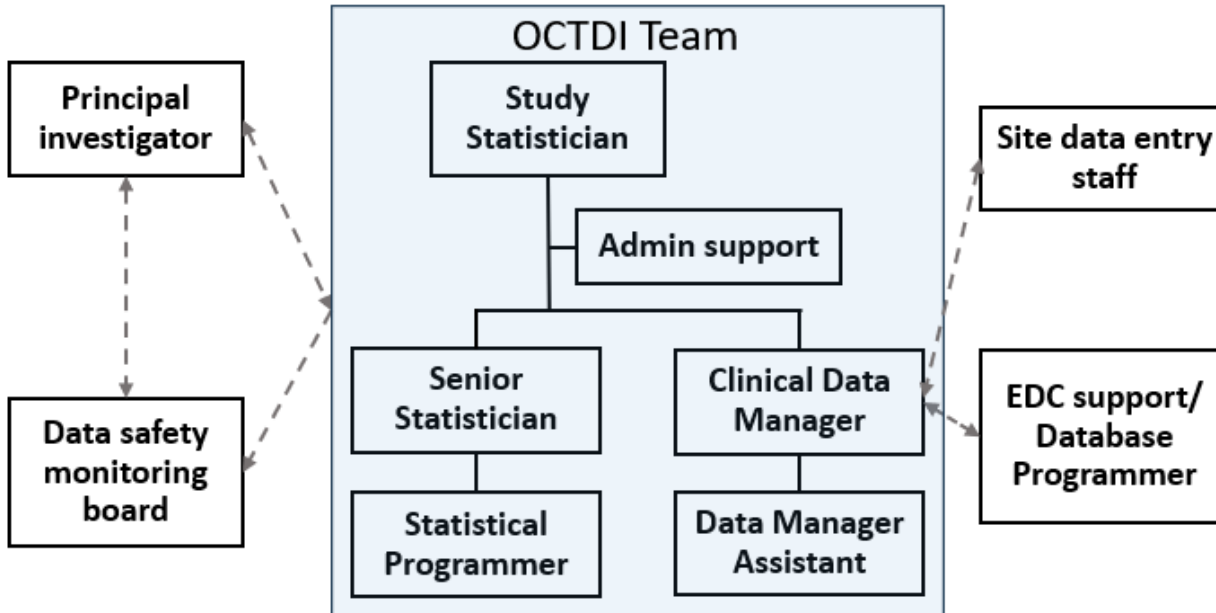 OCTDI Team
Principal
investigator
Study
Statistician
Site data entry
staff
Admin support
Data safety
monitoring
board
Senior
Statistician
Clinical Data
Manager
EDC support/
Database
Programmer
Statistical
Programmer
Data Manager
Assistant